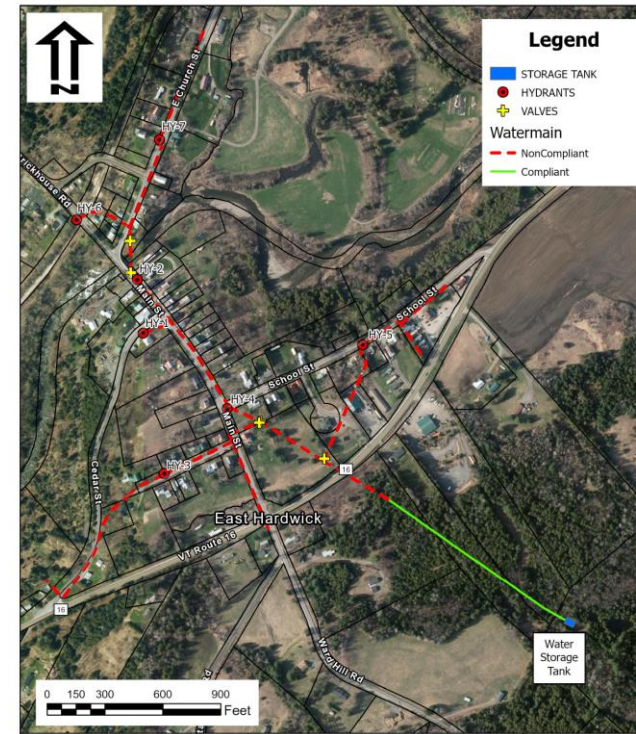 N
Legend
STORAGE TANK
HYDRANTS
VALVES
Watermain
NonCompliant
Compliant
E Church St
HY-7
HY-6
HY-2
Main St
HY-1
School St
HY-5
School St
HY-4
Main St
HY-3
16
Cedar St
East Hardwick
VT Route 16
16
Ward Hill Rd
Water
Storage
Tank
Rd
0 150 300 600 900
Feet